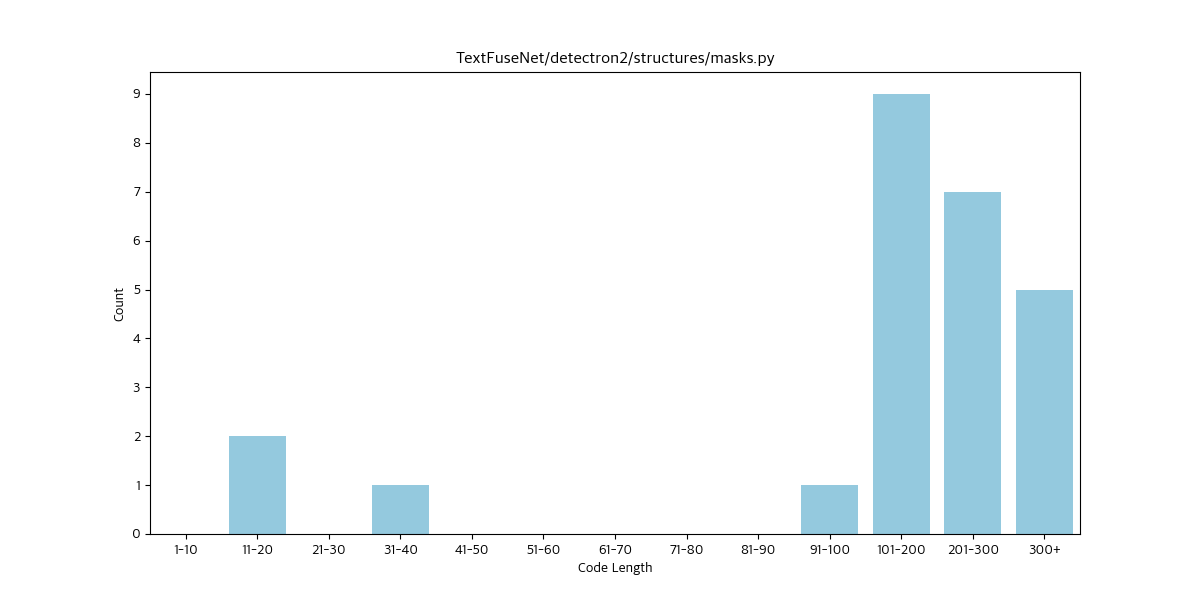 TextFuseNet/detectron2/structures/masks.py
9
8
7
6
5
4
3
2
1
0
Count
1-10 11-20 21-30 31-40 41-50 51-60 61-70 71-80 81-90 91-100 101-200 201-300 300+
Code Length